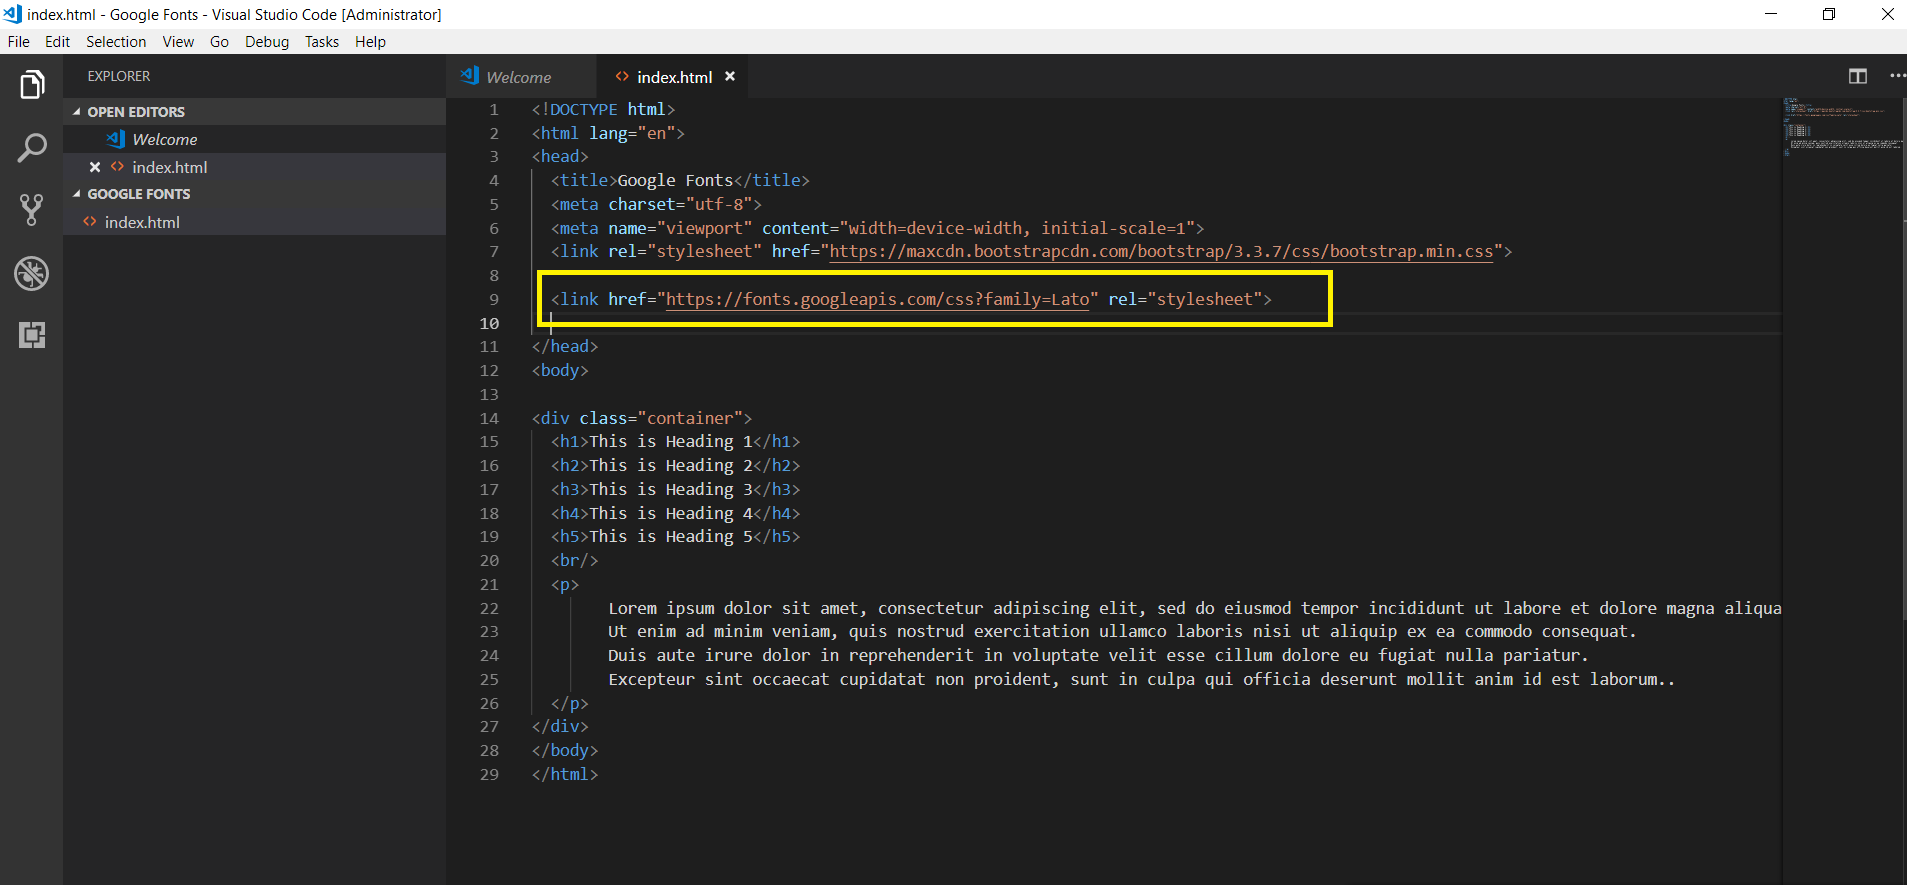 index.html - Google Fonts - Visual Studio Code [Administrator]
File Edit Selection View Go Debug Tasks Help
EXPLORER
OPEN EDITORS
Welcome
index.html
GOOGLE FONTS
index.html
Welcome
index.html
1 <!DOCTYPE html>
2 <html lang="en">
3 <head>
4 <title>Google Fonts</title>
5 <meta charset="utf-8">
6 <meta name="viewport" content="width=device-width, initial-scale=1">
7 <link rel="stylesheet" href="https://maxcdn.bootstrapcdn.com/bootstrap/3.3.7/css/bootstrap.min.css">
8
9 <link href="https://fonts.googleapis.com/css?family=Lato" rel="stylesheet">
10
11 </head>
12 <body>
13
14 <div class="container">
15 <h1>This is Heading 1</h1>
16 <h2>This is Heading 2</h2>
17 <h3>This is Heading 3</h3>
18 <h4>This is Heading 4</h4>
19 <h5>This is Heading 5</h5>
20 <br/>
21 <p>
22 Lorem ipsum dolor sit amet, consectetur adipiscing elit, sed do eiusmod tempor incididunt ut labore et dolore magna aliqua
23 Ut enim ad minim veniam, quis nostrud exercitation ullamco laboris nisi ut aliquip ex ea commodo consequat.
24 Duis aute irure dolor in reprehenderit in voluptate velit esse cillum dolore eu fugiat nulla pariatur.
25 Excepteur sint occaecat cupidatat non proident, sunt in culpa qui officia deserunt mollit anim id est laborum..
26 </p>
27 </div>
28 </body>
29 </html>